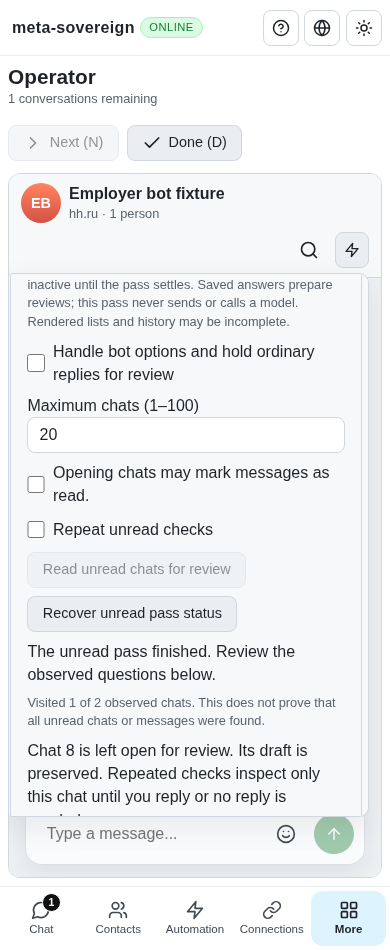 meta-sovereign ONLINE
Operator
1 conversations remaining
Next (N) Done (D)
EB Employer bot fixture
hh.ru · 1 person
inactive until the pass settles. Saved answers prepare
reviews; this pass never sends or calls a model.
Rendered lists and history may be incomplete.
Handle bot options and hold ordinary
replies for review
Maximum chats (1–100)
20
Opening chats may mark messages as
read.
Repeat unread checks
Read unread chats for review
Recover unread pass status
The unread pass finished. Review the
observed questions below.
Visited 1 of 2 observed chats. This does not prove that
all unread chats or messages were found.
Chat 8 is left open for review. Its draft is
preserved. Repeated checks inspect only
this chat until you reply or no reply is
Type a message...
1
Chat Contacts Automation Connections More